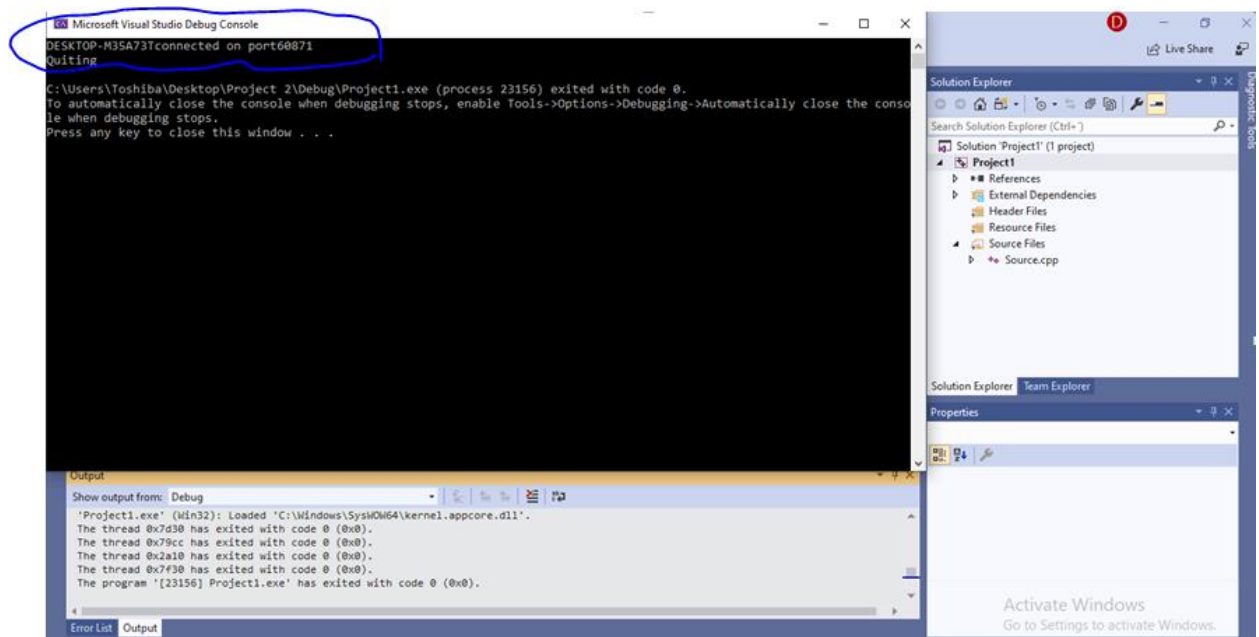 Microsoft Visual Studio Debug Console
DESKTOP-M35A73Tconnected on port60871
Quiting
C:\Users\Toshiba\Desktop\Project 2\Debug\Project1.exe (process 23156) exited with code 0.
To automatically close the console when debugging stops, enable Tools->Options->Debugging->Automatically close the conso
le when debugging stops.
Press any key to close this window . . .
D
Live Share
Solution Explorer
Search Solution Explorer (Ctrl+¨)
Solution 'Project1' (1 project)
Project1
References
External Dependencies
Header Files
Resource Files
Source Files
Source.cpp
Solution Explorer Team Explorer
Properties
Diagnostic Tools
Output
Show output from: Debug
'Project1.exe' (Win32): Loaded 'C:\Windows\SysWOW64\kernel.appcore.dll'.
The thread 0x7d30 has exited with code 0 (0x0).
The thread 0x79cc has exited with code 0 (0x0).
The thread 0x2a10 has exited with code 0 (0x0).
The thread 0x7f30 has exited with code 0 (0x0).
The program '[23156] Project1.exe' has exited with code 0 (0x0).
Error List Output
Activate Windows
Go to Settings to activate Windows.